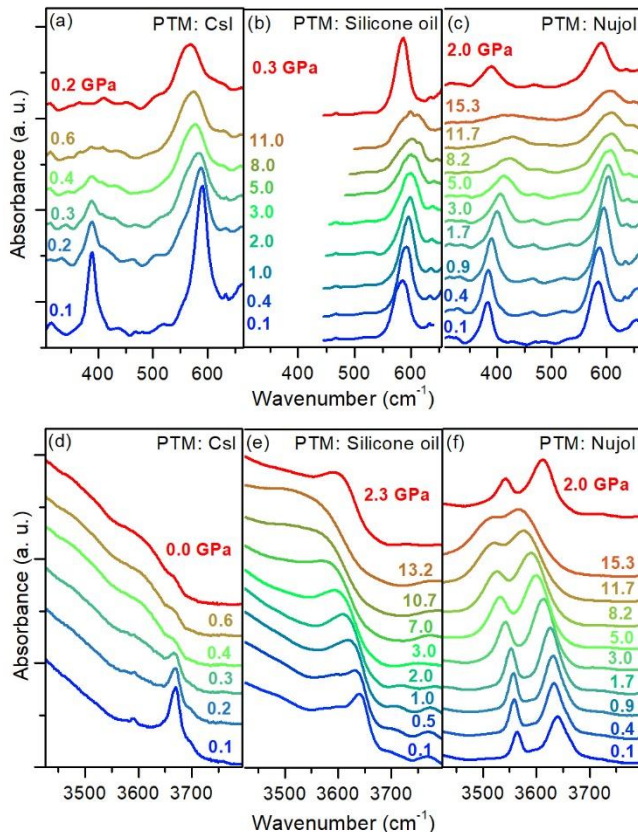 (a) PTM: CsI
0.2 GPa
0.6
0.4
0.3
0.2
0.1
(b) PTM: Silicone oil
0.3 GPa
11.0
8.0
5.0
3.0
2.0
1.0
0.4
0.1
(c) PTM: Nujol
2.0 GPa
15.3
11.7
8.2
5.0
3.0
1.7
0.9
0.4
0.1
Absorbance (a. u.)
400 500 600 400 500 600 400 500 600
Wavenumber (cm-1)
(d) PTM: CsI
0.0 GPa
0.6
0.4
0.3
0.2
0.1
(e) PTM: Silicone oil
2.3 GPa
13.2
10.7
7.0
3.0
2.0
1.0
0.5
0.1
(f) PTM: Nujol
2.0 GPa
15.3
11.7
8.2
5.0
3.0
1.7
0.9
0.4
0.1
Absorbance (a. u.)
3500 3600 3700 3500 3600 3700 3500 3600 3700
Wavenumber (cm-1)